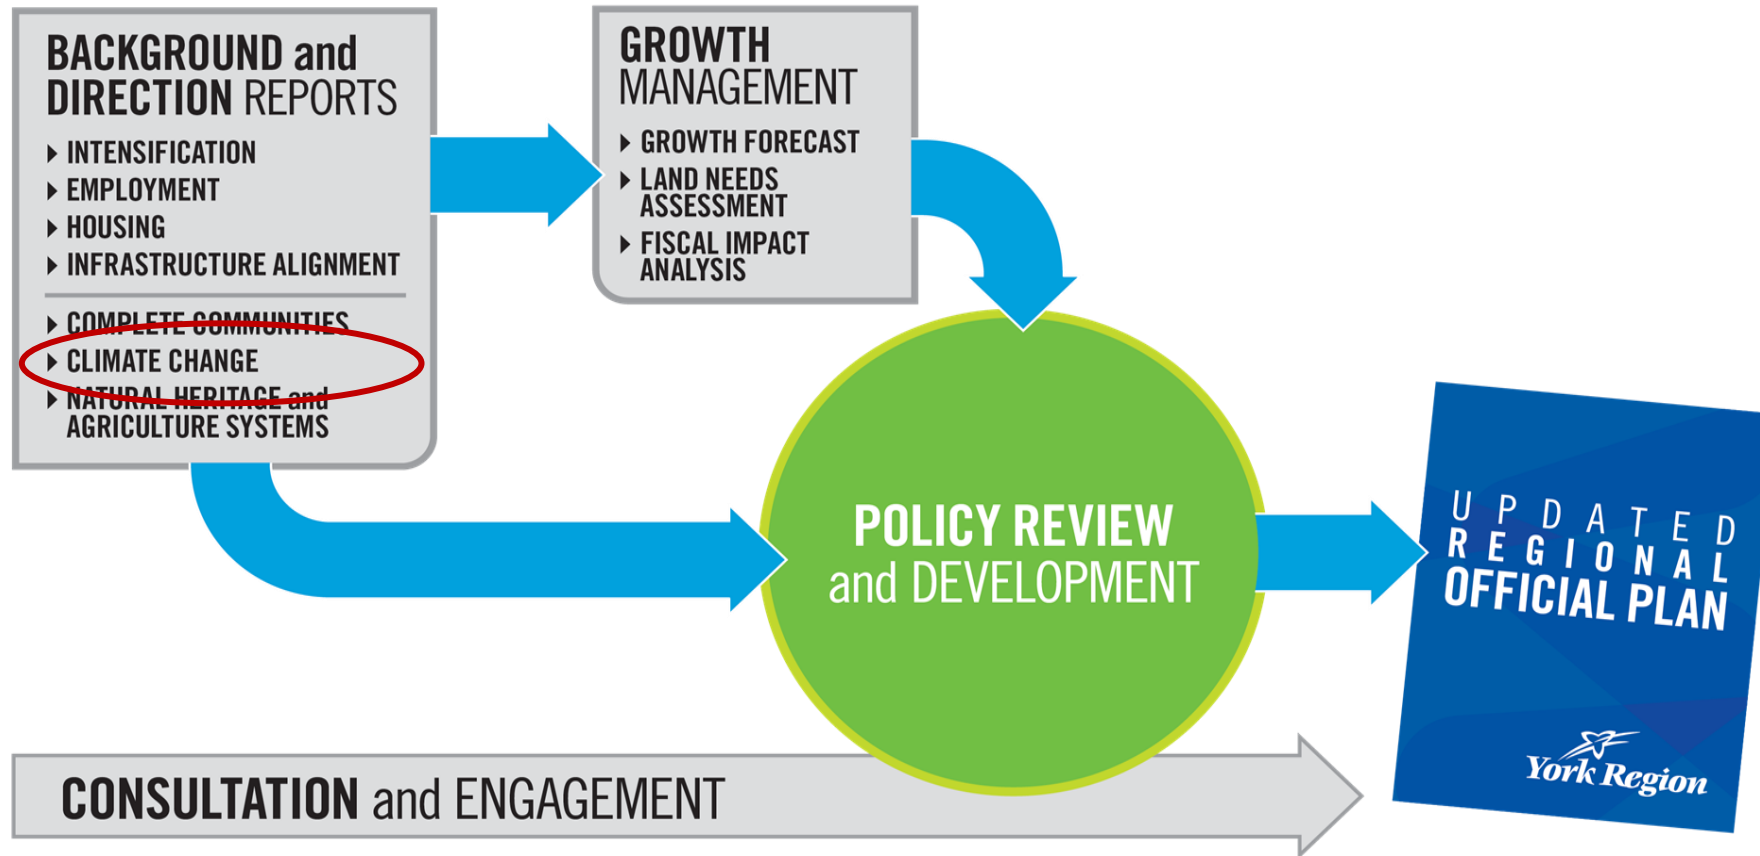 BACKGROUND and
DIRECTION REPORTS
INTENSIFICATION
EMPLOYMENT
HOUSING
INFRASTRUCTURE ALIGNMENT
COMPLETE COMMUNITIES
CLIMATE CHANGE
NATURAL HERITAGE and
AGRICULTURE SYSTEMS
GROWTH
MANAGEMENT
GROWTH FORECAST
LAND NEEDS
ASSESSMENT
FISCAL IMPACT
ANALYSIS
POLICY REVIEW
and DEVELOPMENT
UPDATED
REGIONAL
OFFICIAL PLAN
York Region
CONSULTATION and ENGAGEMENT